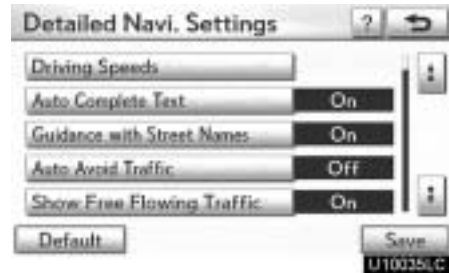 Detailed Navi. Settings ?
Driving Speeds
Auto Complete Text On
Guidance with Street Names On
Auto Avoid Traffic Off
Show Free Flowing Traffic On
Default Save
U10035LC